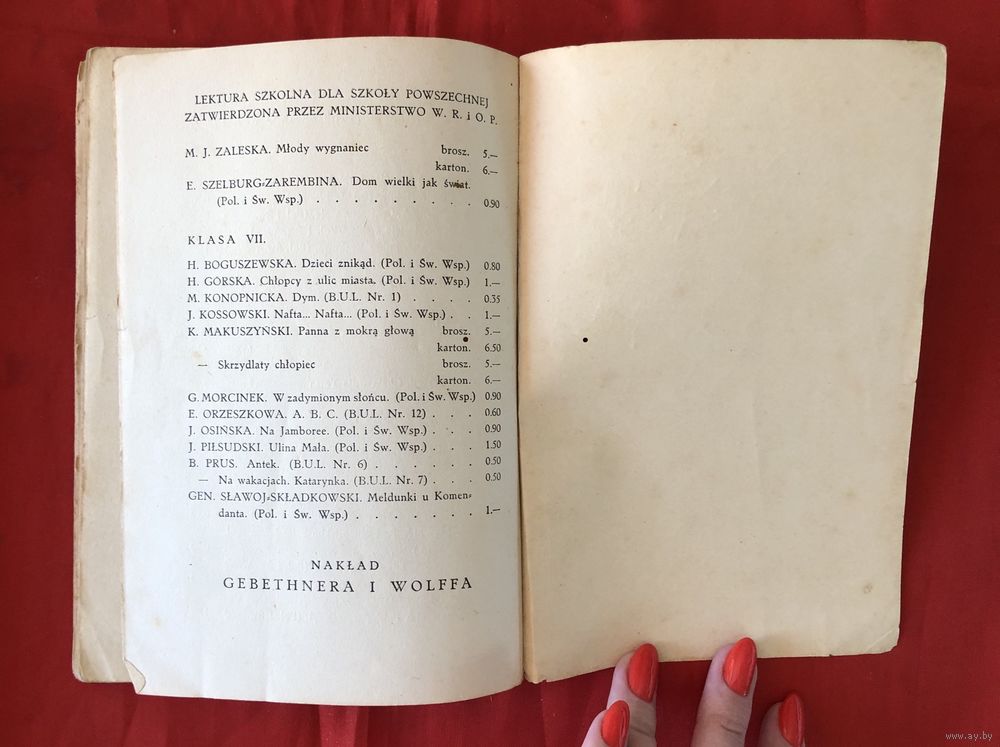 LEKTURA SZKOLNA DLA SZKOŁY POWSZECHNEJ
ZATWIERDZONA PRZEZ MINISTERSTWO W. R. i O. P.
M. J. ZALESKA. Młody wygnaniec brosz. 5.—
karton. 6.—
E. SZELBURG-ZAREMBINA. Dom wielki jak świat.
(Pol. i Św. Wsp.) . . . . . . . . . 0.90
KLASA VII.
H. BOGUSZEWSKA. Dzieci znikąd. (Pol. i Św. Wsp.) 0.80
H. GÓRSKA. Chłopcy z ulic miasta. (Pol. i Św. Wsp.) 1.—
M. KONOPNICKA. Dym. (B.U.L. Nr. 1) . . . . 0.35
J. KOSSOWSKI. Nafta... Nafta... (Pol. i Św. Wsp.) . . 1.—
K. MAKUSZYŃSKI. Panna z mokrą głową brosz. 5.—
karton. 6.50
— Skrzydlaty chłopiec brosz. 5.—
karton. 6.—
G. MORCINEK. W zadymionym słońcu. (Pol. i Św. Wsp.) 0.90
E. ORZESZKOWA. A. B. C. (B.U.L. Nr. 12) . . . 0.60
J. OSIŃSKA. Na Jamboree. (Pol. i Św. Wsp.) . . . 0.90
J. PIŁSUDSKI. Ulina Mała. (Pol. i Św. Wsp.) . . . 1.50
B. PRUS. Antek. (B.U.L. Nr. 6) . . . . . . 0.50
— Na wakacjach. Katarynka. (B.U.L. Nr. 7) . . . 0.50
GEN. SŁAWOJ-SKŁADKOWSKI. Meldunki u Komen-
danta. (Pol. i Św. Wsp.) . . . . . . . 1.—
NAKŁAD
GEBETHNERA I WOLFFA
www.ay.by